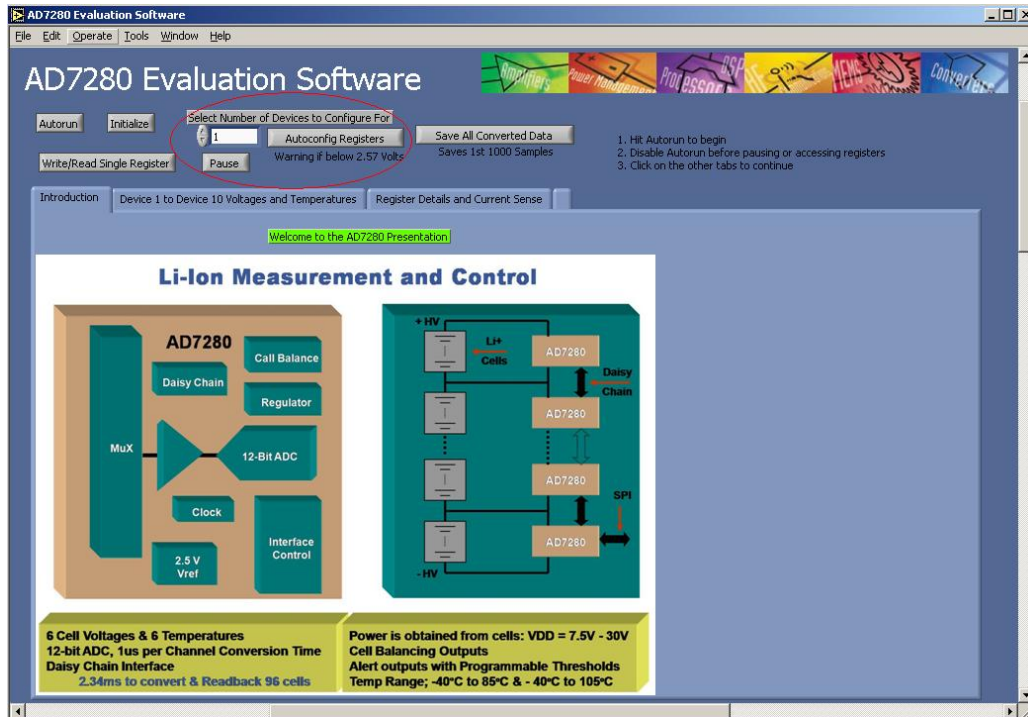 AD7280 Evaluation Software
File Edit Operate Tools Window Help
AD7280 Evaluation Software
Amplifiers Power Management Processors DSP MEMS Converters
Autorun Initialize
Select Number of Devices to Configure For
1 Autoconfig Registers
Save All Converted Data
Write/Read Single Register Pause
Warning if below 2.57 Volts
Saves 1st 1000 Samples
1. Hit Autorun to begin
2. Disable Autorun before pausing or accessing registers
3. Click on the other tabs to continue
Introduction Device 1 to Device 10 Voltages and Temperatures Register Details and Current Sense
Welcome to the AD7280 Presentation
Li-Ion Measurement and Control
AD7280
Call Balance
Daisy Chain
Regulator
MuX
12-Bit ADC
Clock
Interface
Control
2.5 V
Vref
+ HV
Li+
Cells
AD7280
Daisy
Chain
AD7280
AD7280
SPI
AD7280
- HV
6 Cell Voltages & 6 Temperatures
12-bit ADC, 1us per Channel Conversion Time
Daisy Chain Interface
2.34ms to convert & Readback 96 cells
Power is obtained from cells: VDD = 7.5V - 30V
Cell Balancing Outputs
Alert outputs with Programmable Thresholds
Temp Range; -40°C to 85°C & - 40°C to 105°C